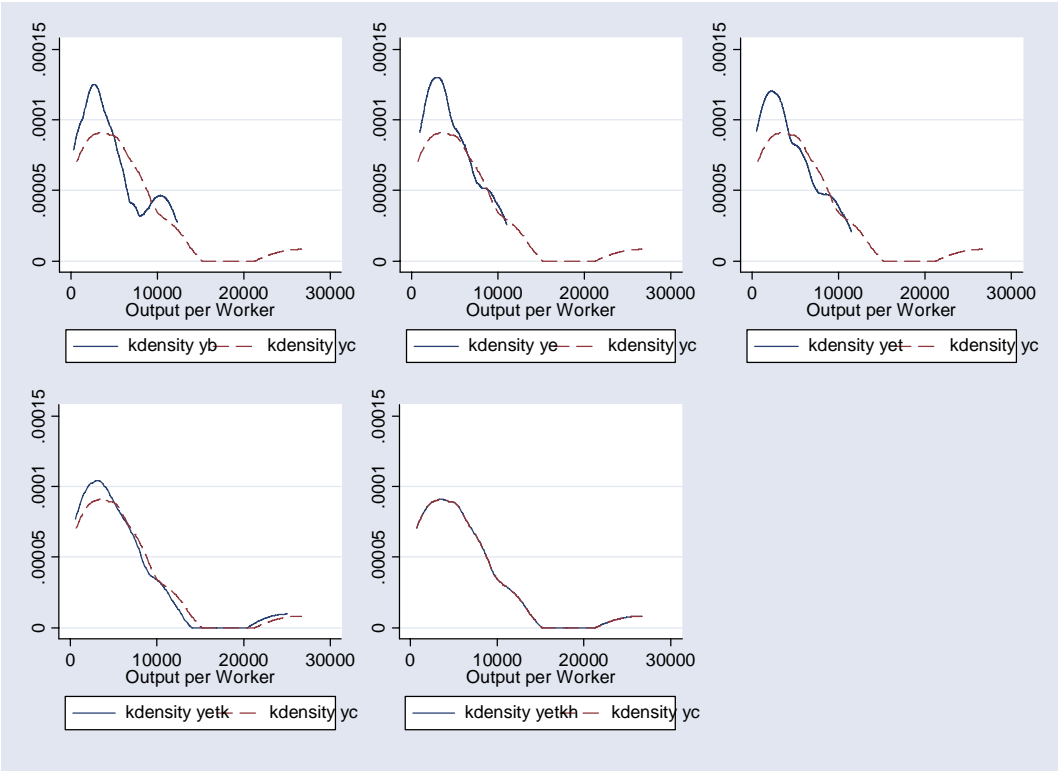 .00015
.0001
.00005
0
0 10000 20000 30000
Output per Worker
kdensity yb kdensity yc
.00015
.0001
.00005
0
0 10000 20000 30000
Output per Worker
kdensity ye kdensity yc
.00015
.0001
.00005
0
0 10000 20000 30000
Output per Worker
kdensity yet kdensity yc
.00015
.0001
.00005
0
0 10000 20000 30000
Output per Worker
kdensity yetk kdensity yc
.00015
.0001
.00005
0
0 10000 20000 30000
Output per Worker
kdensity yetkh kdensity yc